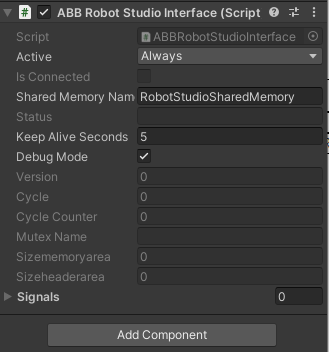 ABB Robot Studio Interface (Script
Script ABBRobotStudioInterface
Active Always
Is Connected
Shared Memory Nam RobotStudioSharedMemory
Status
Keep Alive Seconds 5
Debug Mode
Version 0
Cycle 0
Cycle Counter 0
Mutex Name
Sizememoryarea 0
Sizeheaderarea 0
Signals 0
Add Component